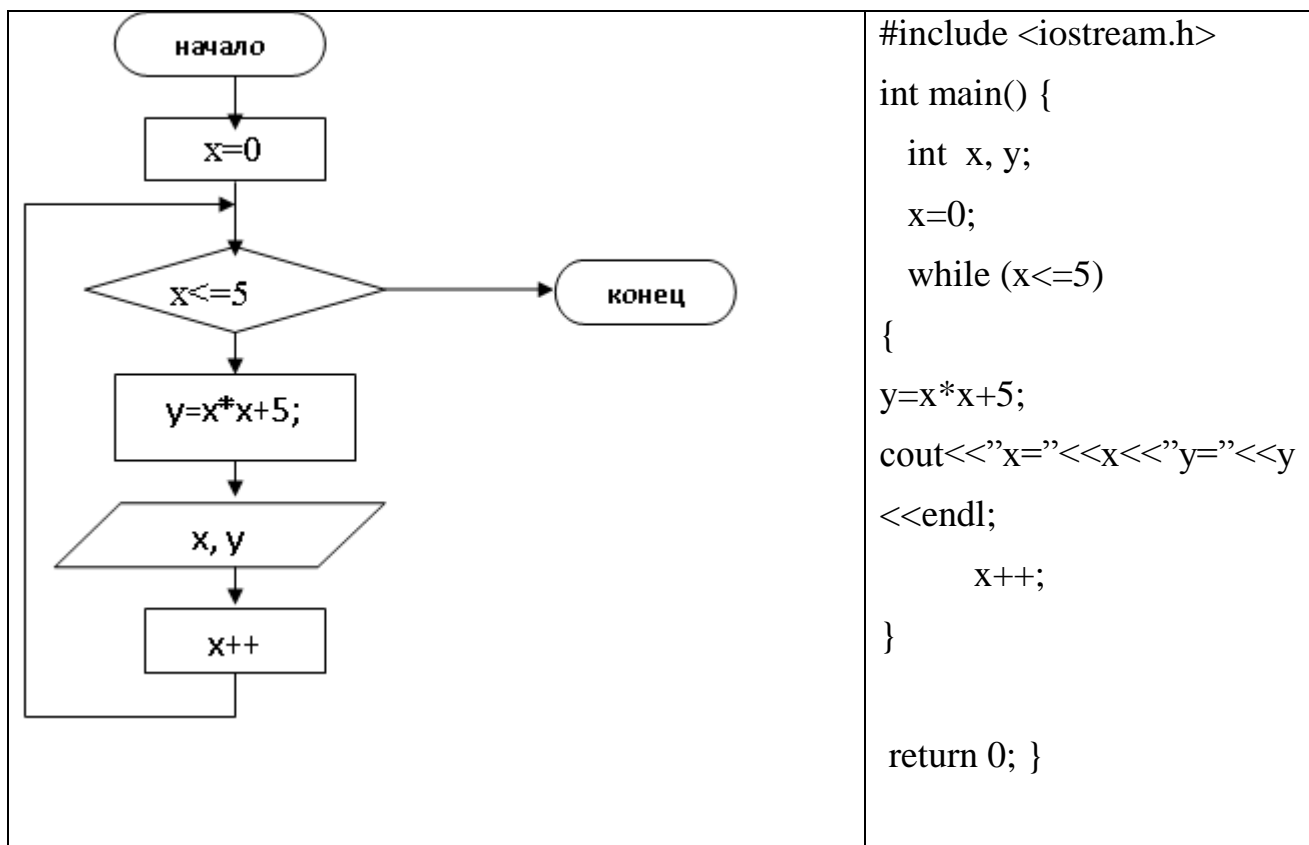 начало
x=0
x<=5
конец
y=x*x+5;
x, y
x++
#include <iostream.h>
int main() {
int  x, y;
x=0;
while (x<=5)
{
y=x*x+5;
cout<<”x=”<<x<<”y=”<<y
<<endl;
x++;
}
return 0; }